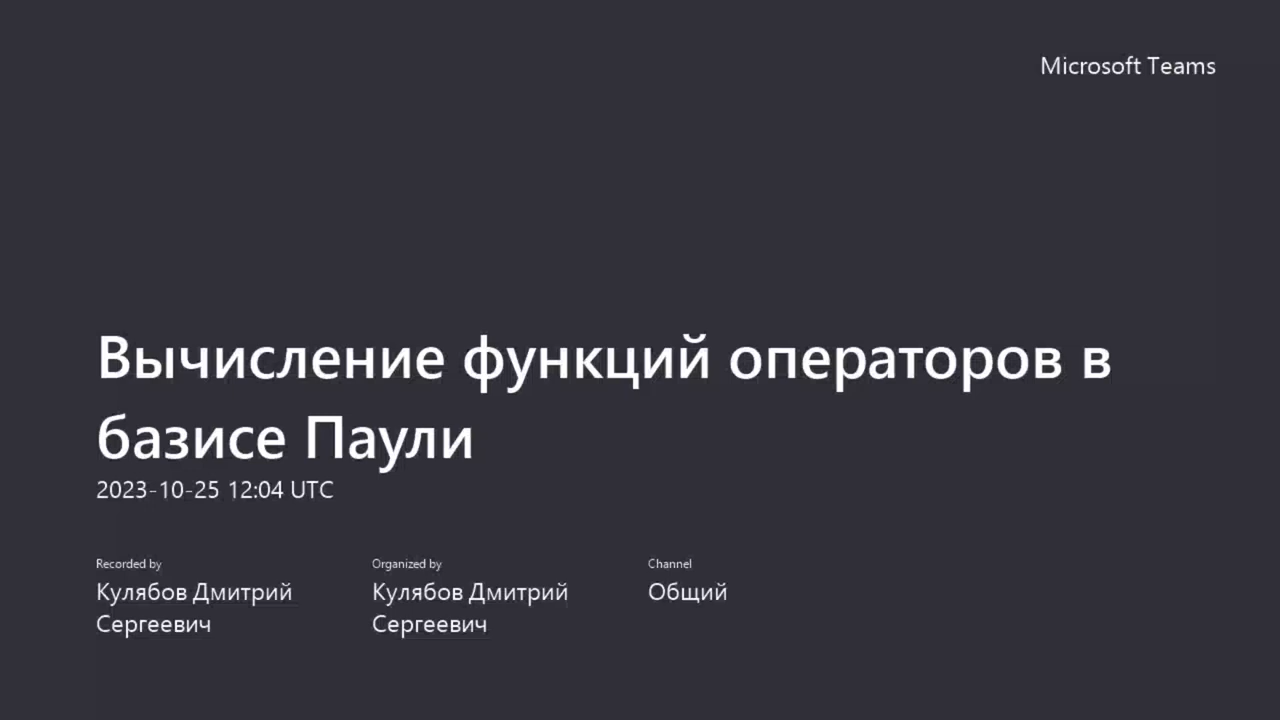 Microsoft Teams
Вычисление функций операторов в
базисе Паули
2023-10-25 12:04 UTC
Recorded by
Кулябов Дмитрий
Сергеевич
Organized by
Кулябов Дмитрий
Сергеевич
Channel
Общий